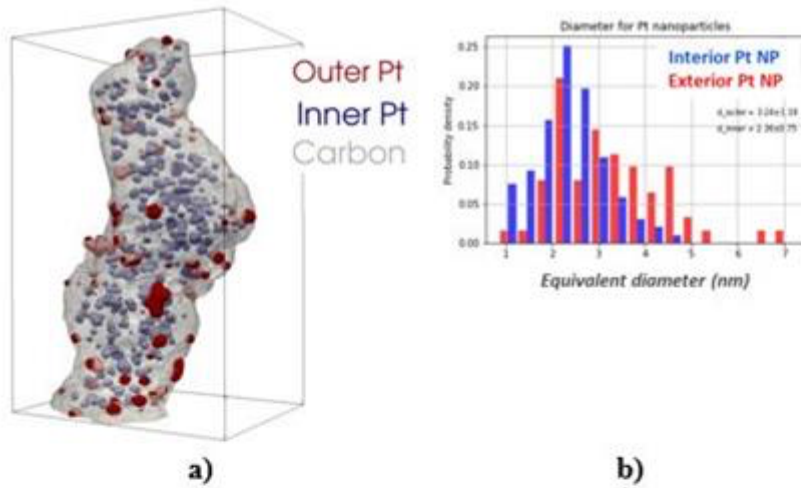 Outer Pt
Inner Pt
Carbon
a)
Diameter for Pt nanoparticles
Interior Pt NP
Exterior Pt NP
Probability density
0.25
0.20
0.15
0.10
0.05
0.00
1 2 3 4 5 6 7
Equivalent diameter (nm)
b)